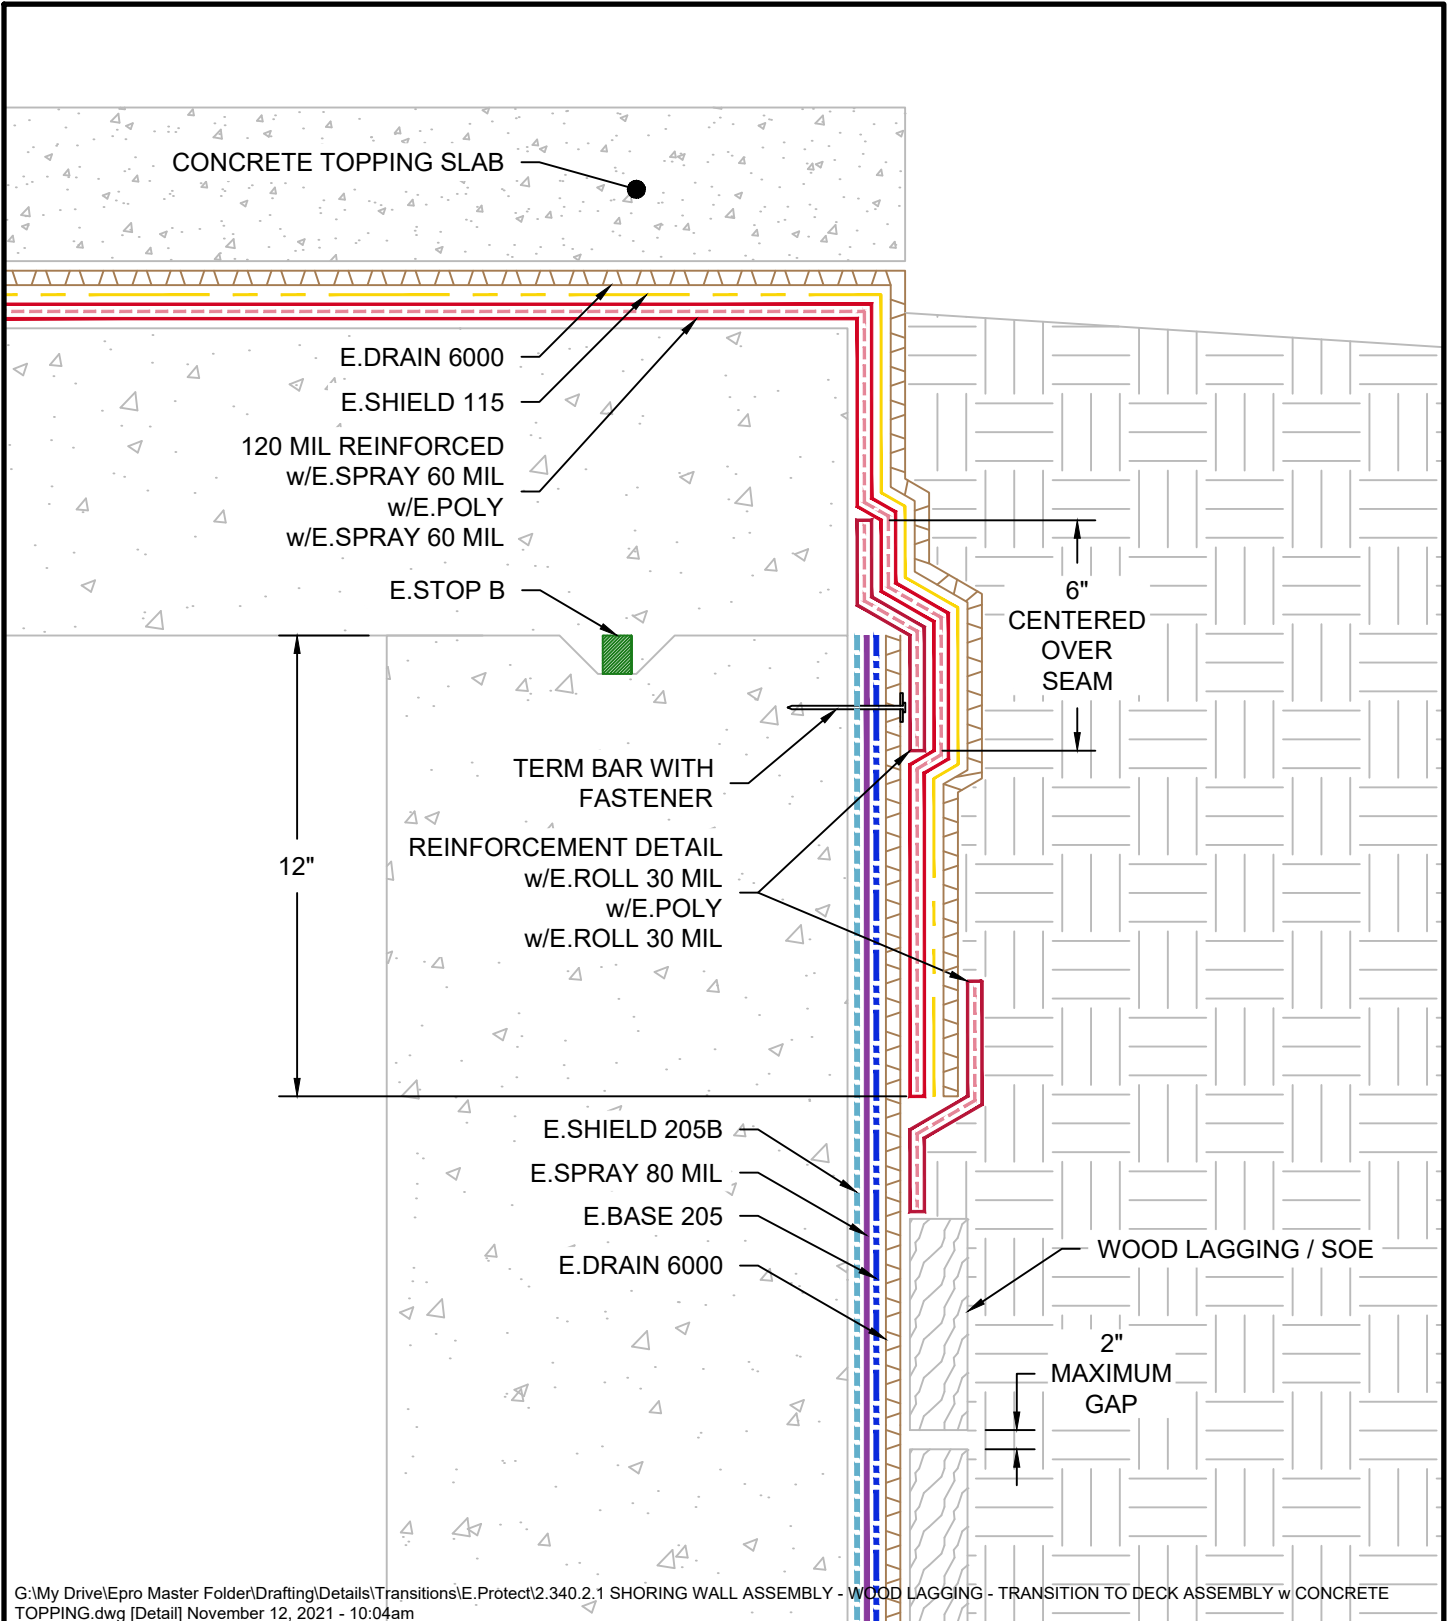 CONCRETE TOPPING SLAB
E.DRAIN 6000
E.SHIELD 115
120 MIL REINFORCED
w/E.SPRAY 60 MIL
w/E.POLY
w/E.SPRAY 60 MIL
E.STOP B
6"
CENTERED
OVER
SEAM
TERM BAR WITH
FASTENER
REINFORCEMENT DETAIL
w/E.ROLL 30 MIL
w/E.POLY
w/E.ROLL 30 MIL
12"
E.SHIELD 205B
E.SPRAY 80 MIL
E.BASE 205
E.DRAIN 6000
WOOD LAGGING / SOE
2"
MAXIMUM
GAP
G:\My Drive\Epro Master Folder\Drafting\Details\Transitions\E.Protect\2.340.2.1 SHORING WALL ASSEMBLY - WOOD LAGGING - TRANSITION TO DECK ASSEMBLY w CONCRETE
TOPPING.dwg [Detail] November 12, 2021 - 10:04am